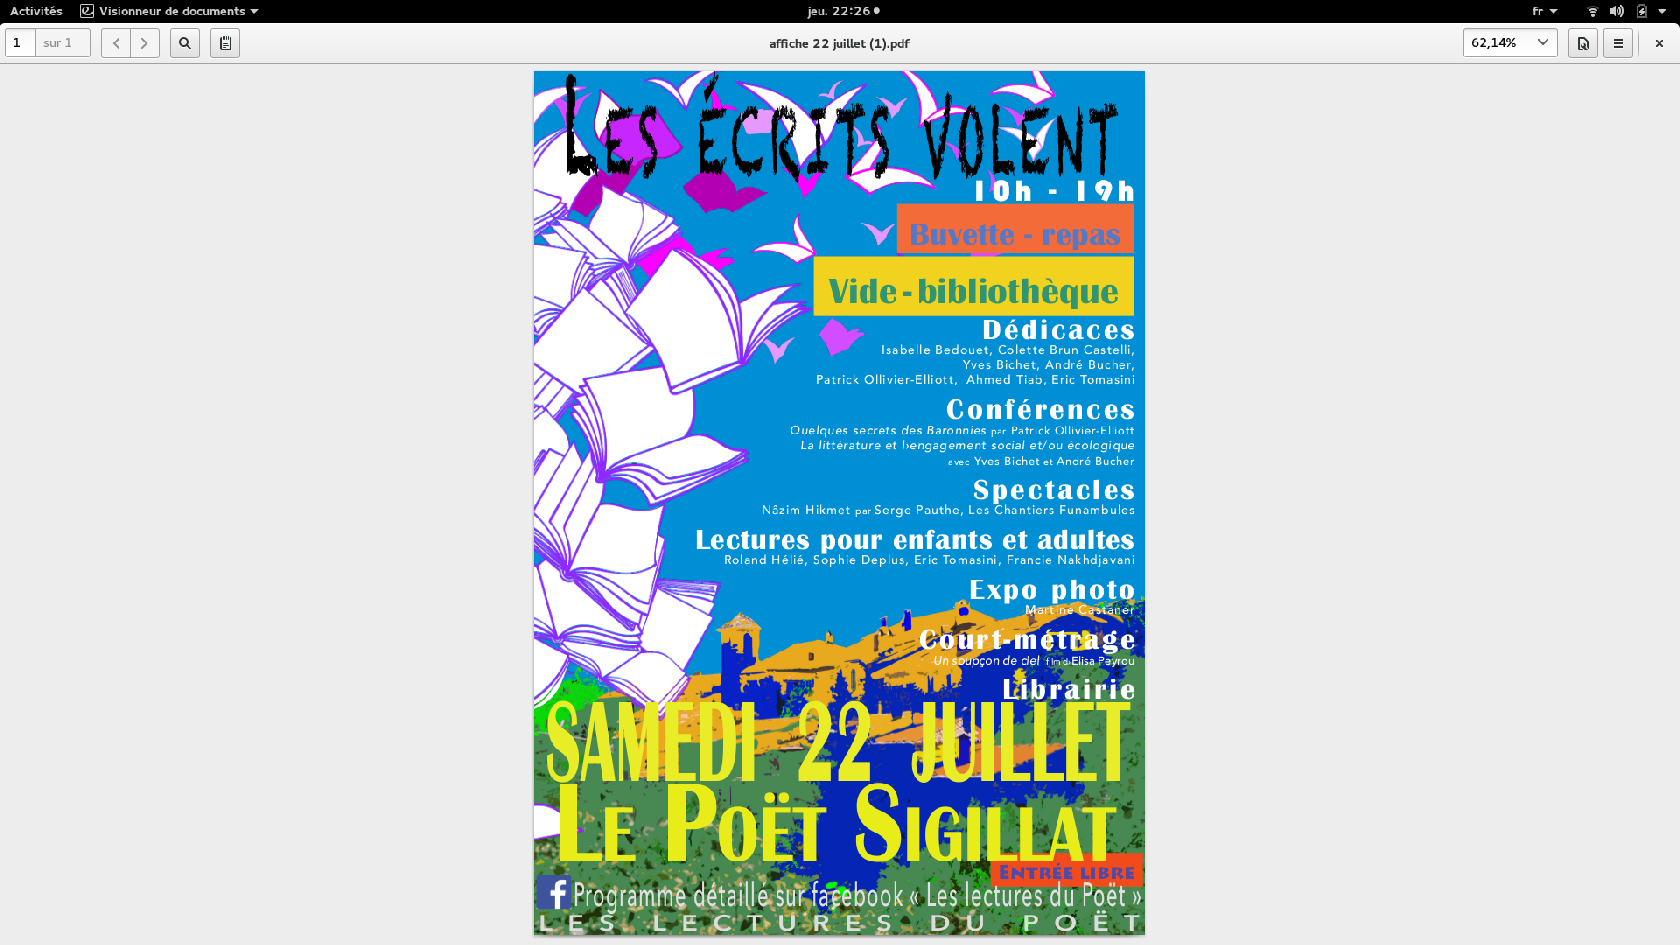 Activités
Visionneur de documents
jeu. 22:26
fr
1
sur 1
affiche 22 juillet (1).pdf
62,14%
Les écrits volent
10h - 19h
Buvette - repas
Vide-bibliothèque
Dédicaces
Isabelle Bedouet, Colette Brun Castelli,
Yves Bichet, André Bucher,
Patrick Ollivier-Elliott, Ahmed Tiab, Eric Tomasini
Conférences
Quelques secrets des Baronnies par Patrick Ollivier-Elliott
La littérature et l'engagement social et/ou écologique
avec Yves Bichet et André Bucher
Spectacles
Nâzim Hikmet par Serge Pauthe, Les Chantiers Funambules
Lectures pour enfants et adultes
Roland Hélié, Sophie Deplus, Eric Tomasini, Francie Nakhdjavani
Expo photo
Martine Castaner
Court-métrage
Un soupçon de ciel film d'Elisa Peyrou
Librairie
SAMEDI 22 JUILLET
LE POËT SIGILLAT
ENTRÉE LIBRE
f Programme détaillé sur facebook « Les lectures du Poët »
LES LECTURES DU POËT